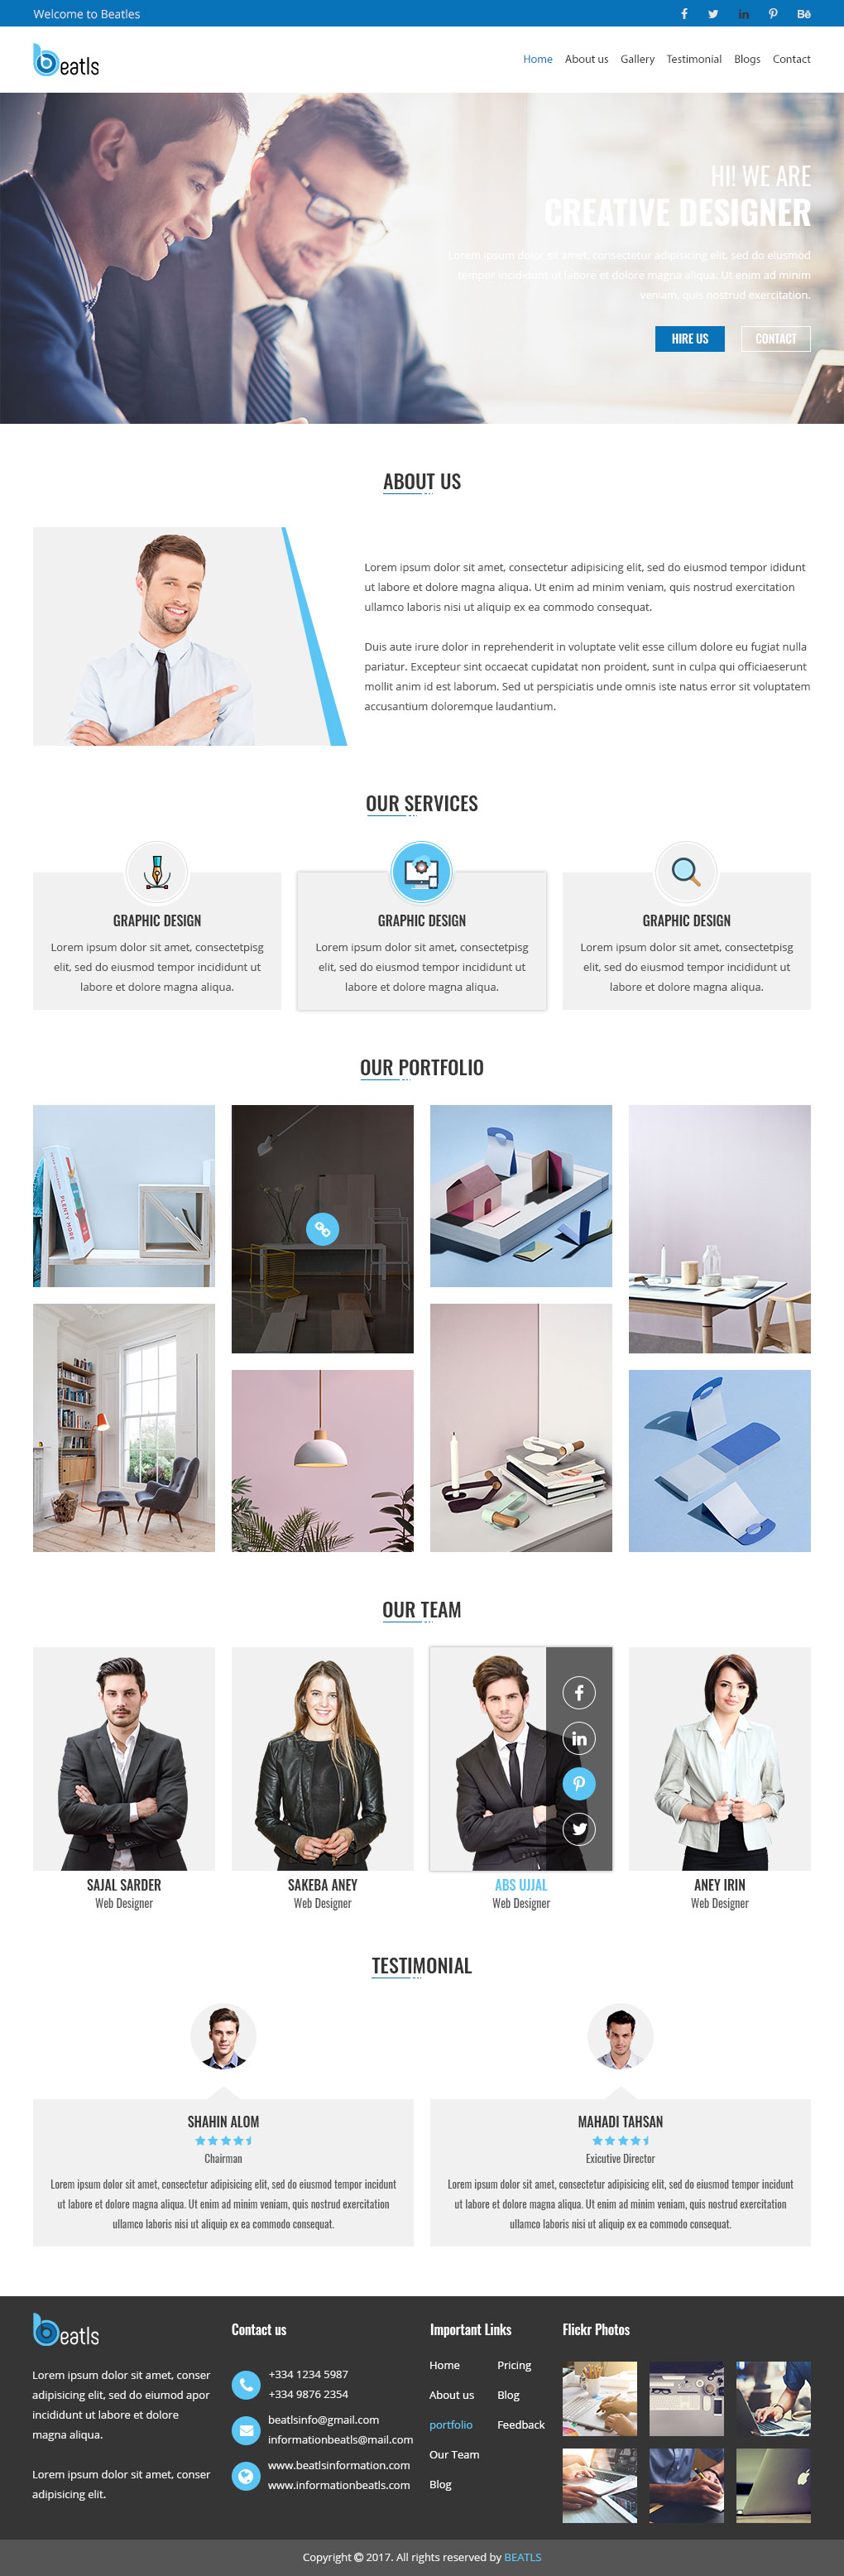 Welcome to Beatles
Bē
beatls
Home About us Gallery Testimonial Blogs Contact
HI! WE ARE
CREATIVE DESIGNER
Lorem ipsum dolor sit amet, consectetur adipisicing elit, sed do eiusmod
tempor incididunt ut labore et dolore magna aliqua. Ut enim ad minim
veniam, quis nostrud exercitation.
HIRE US CONTACT
ABOUT US
Lorem ipsum dolor sit amet, consectetur adipisicing elit, sed do eiusmod tempor ididunt
ut labore et dolore magna aliqua. Ut enim ad minim veniam, quis nostrud exercitation
ullamco laboris nisi ut aliquip ex ea commodo consequat.
Duis aute irure dolor in reprehenderit in voluptate velit esse cillum dolore eu fugiat nulla
pariatur. Excepteur sint occaecat cupidatat non proident, sunt in culpa qui officiaeserunt
mollit anim id est laborum. Sed ut perspiciatis unde omnis iste natus error sit voluptatem
accusantium doloremque laudantium.
OUR SERVICES
GRAPHIC DESIGN
Lorem ipsum dolor sit amet, consectetpisg
elit, sed do eiusmod tempor incididunt ut
labore et dolore magna aliqua.
GRAPHIC DESIGN
Lorem ipsum dolor sit amet, consectetpisg
elit, sed do eiusmod tempor incididunt ut
labore et dolore magna aliqua.
GRAPHIC DESIGN
Lorem ipsum dolor sit amet, consectetpisg
elit, sed do eiusmod tempor incididunt ut
labore et dolore magna aliqua.
OUR PORTFOLIO
PLENTY MORE
OUR TEAM
SAJAL SARDER
Web Designer
SAKEBA ANEY
Web Designer
ABS UJJAL
Web Designer
ANEY IRIN
Web Designer
TESTIMONIAL
SHAHIN ALOM
Chairman
Lorem ipsum dolor sit amet, consectetur adipisicing elit, sed do eiusmod tempor incidunt
ut labore et dolore magna aliqua. Ut enim ad minim veniam, quis nostrud exercitation
ullamco laboris nisi ut aliquip ex ea commodo consequat.
MAHADI TAHSAN
Exicutive Director
Lorem ipsum dolor sit amet, consectetur adipisicing elit, sed do eiusmod tempor incidunt
ut labore et dolore magna aliqua. Ut enim ad minim veniam, quis nostrud exercitation
ullamco laboris nisi ut aliquip ex ea commodo consequat.
beatls
Lorem ipsum dolor sit amet, conser
adipisicing elit, sed do eiumod apor
incididunt ut labore et dolore
magna aliqua.
Lorem ipsum dolor sit amet, conser
adipisicing elit.
Contact us
+334 1234 5987
+334 9876 2354
beatlsinfo@gmail.com
informationbeatls@mail.com
www.beatlsinformation.com
www.informationbeatls.com
Important Links
Home Pricing
About us Blog
portfolio Feedback
Our Team
Blog
Flickr Photos
Copyright © 2017. All rights reserved by BEATLS